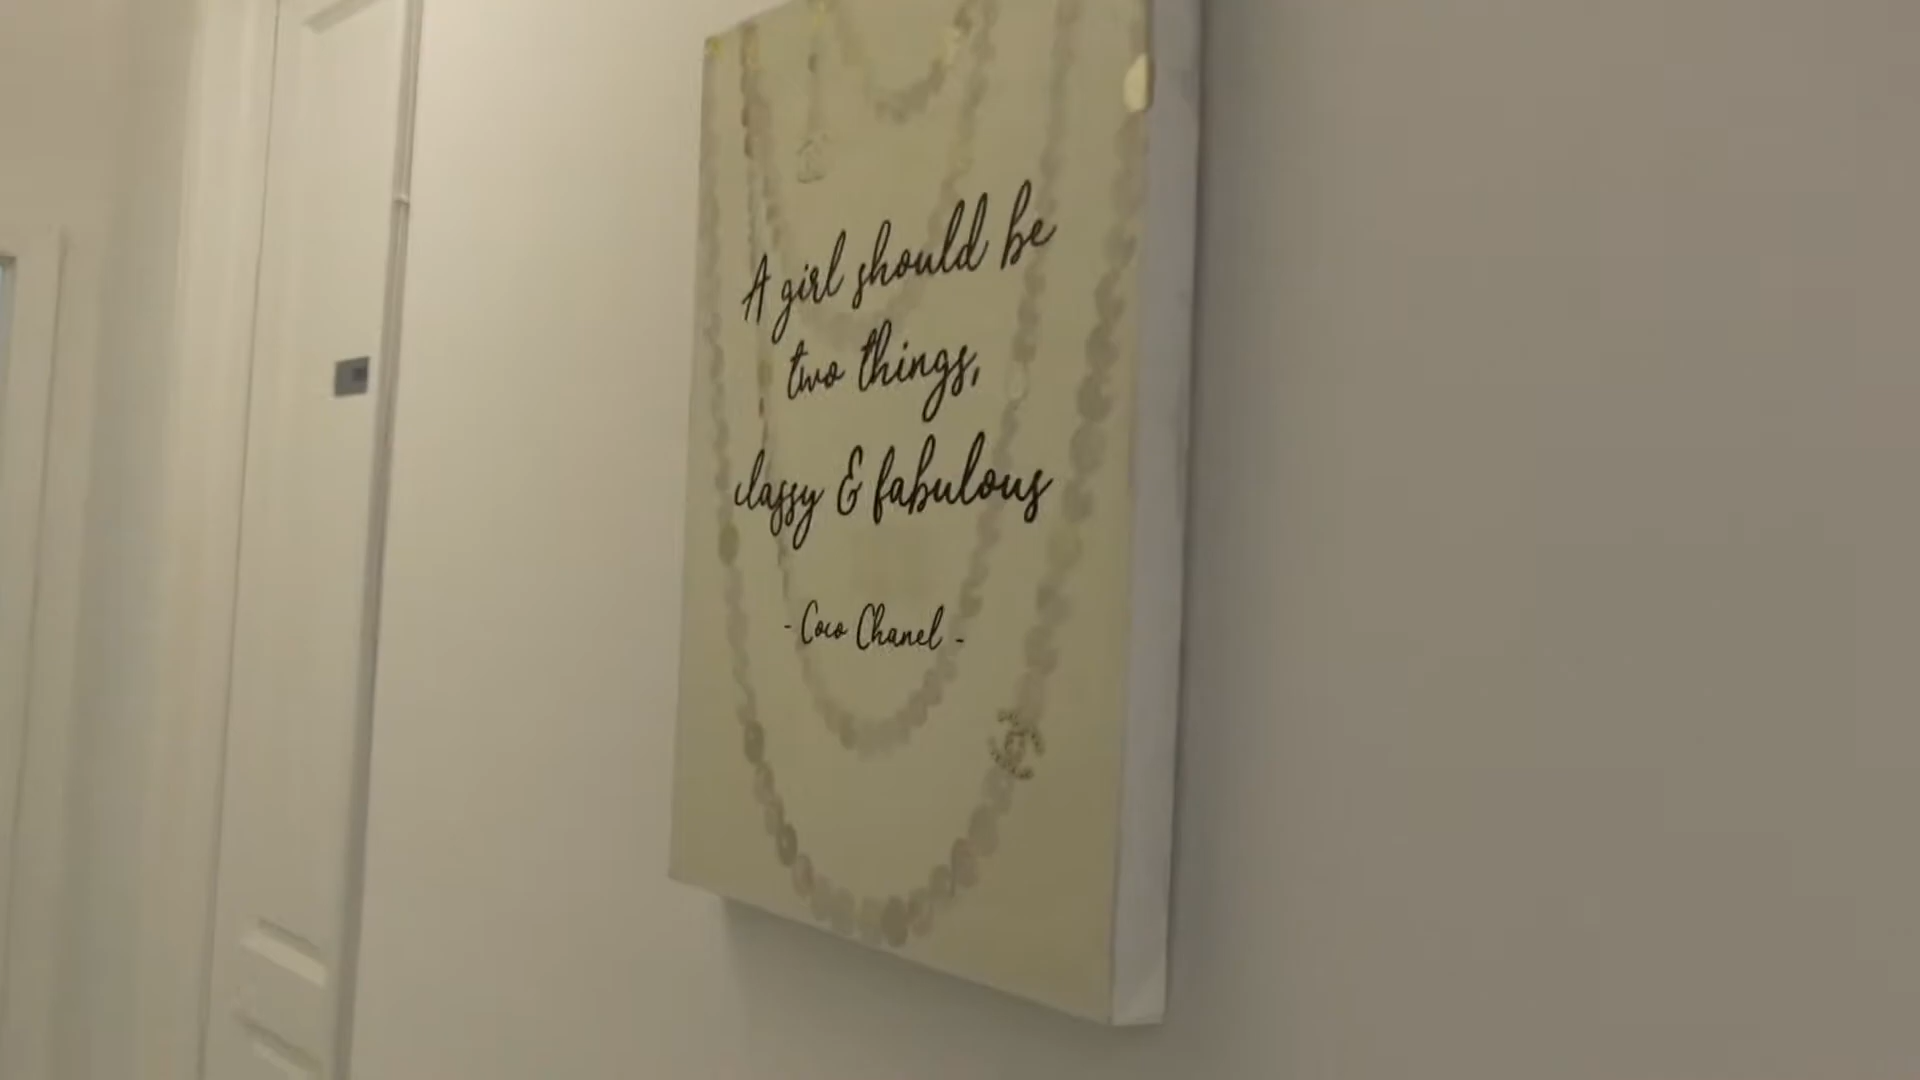 A girl should be
two things,
classy & fabulous
- Coco Chanel -